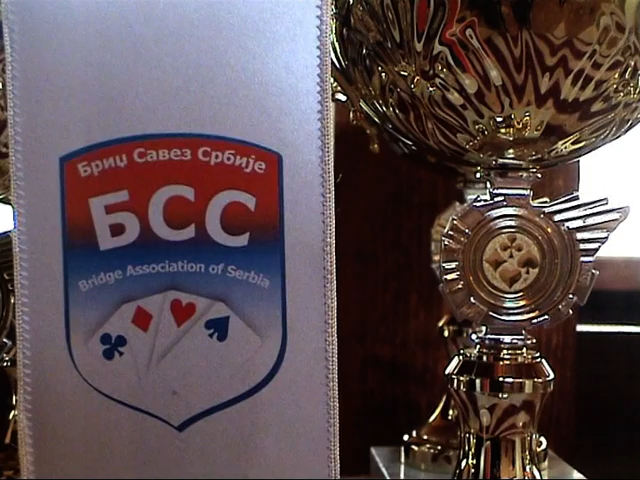 Бриџ Савез Србије
БСС
Bridge Association of Serbia